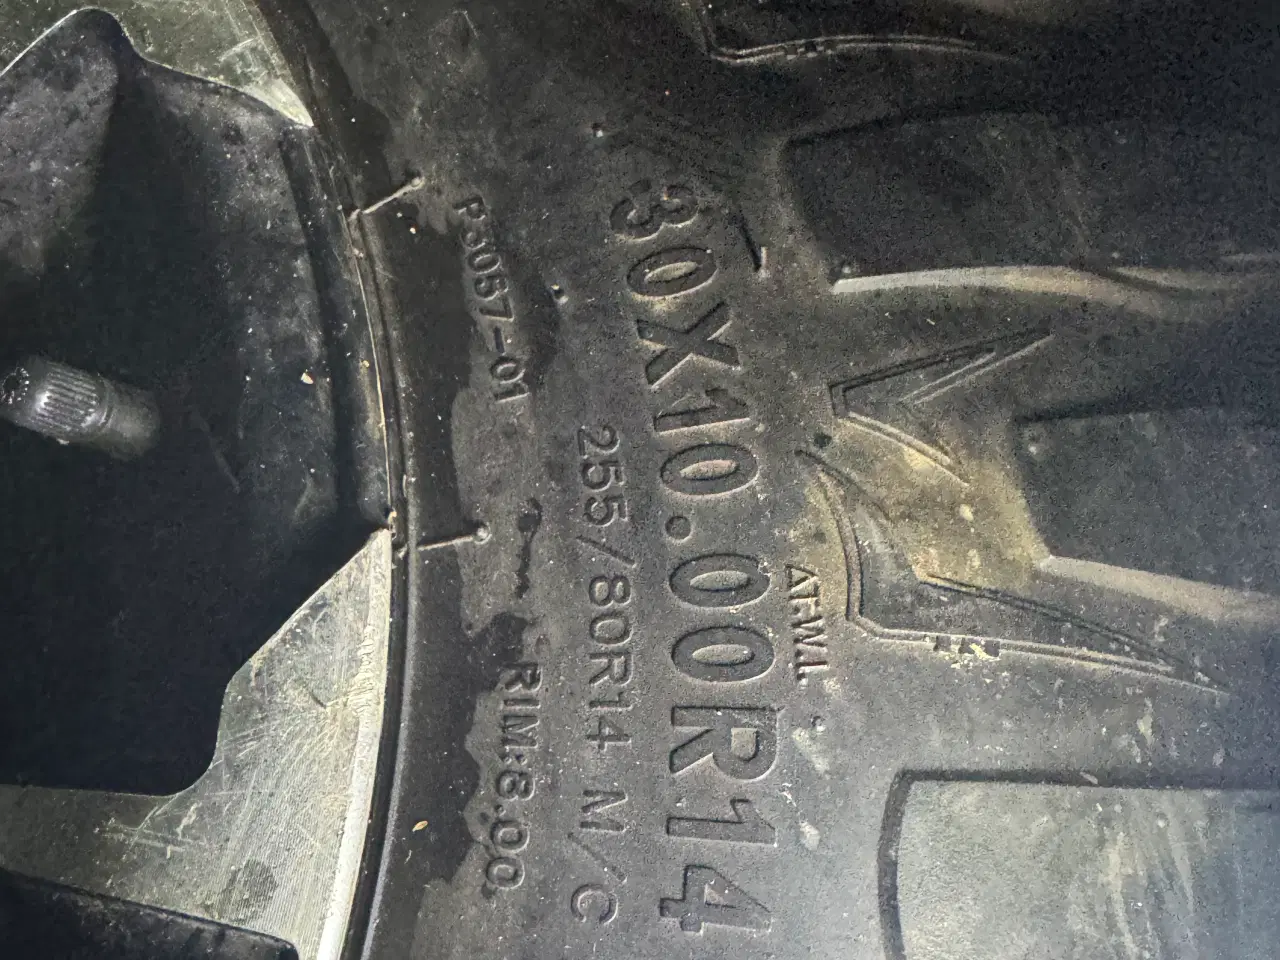 AT·W.I.
30X10.00R14
255/80R14 M/C
P3057-01
RIM:8.00